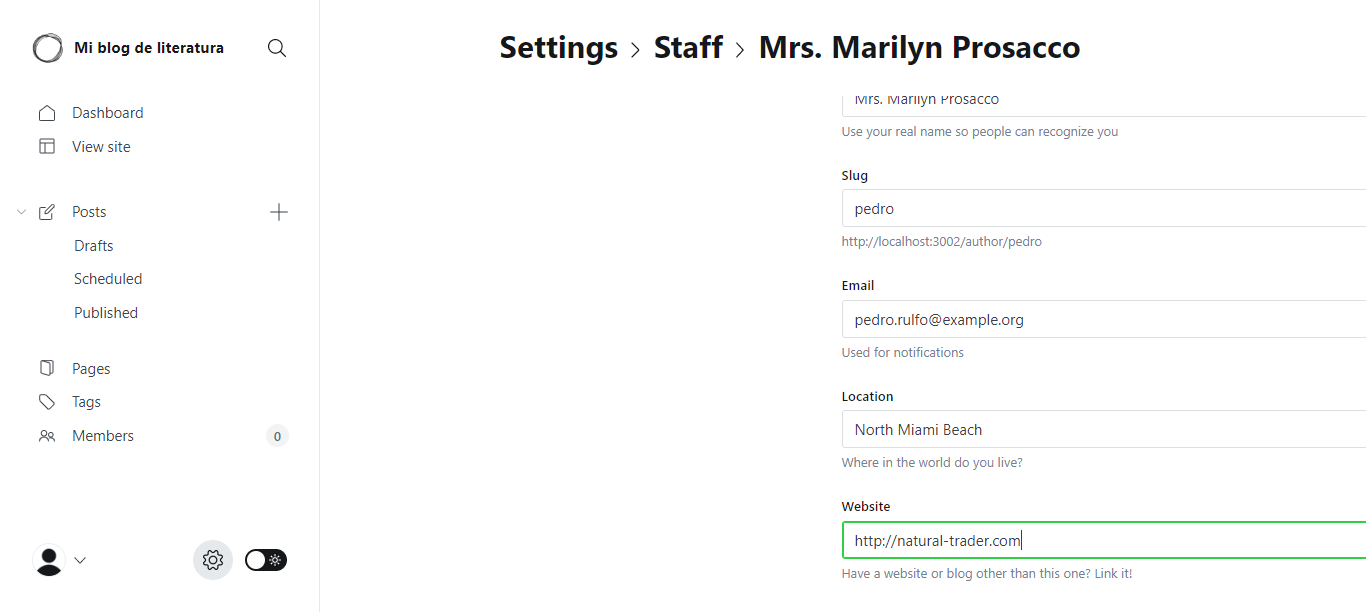 Mi blog de literatura
Dashboard
View site
Posts
Drafts
Scheduled
Published
Pages
Tags
Members
0
Settings > Staff > Mrs. Marilyn Prosacco
Mrs. Marilyn Prosacco
Use your real name so people can recognize you
Slug
pedro
http://localhost:3002/author/pedro
Email
pedro.rulfo@example.org
Used for notifications
Location
North Miami Beach
Where in the world do you live?
Website
http://natural-trader.com
Have a website or blog other than this one? Link it!